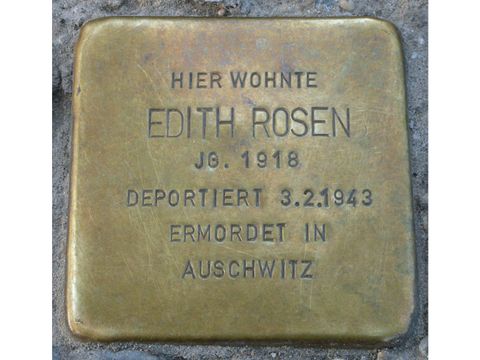 HIER WOHNTE
EDITH ROSEN
JG. 1918
DEPORTIERT 3.2.1943
ERMORDET IN
AUSCHWITZ